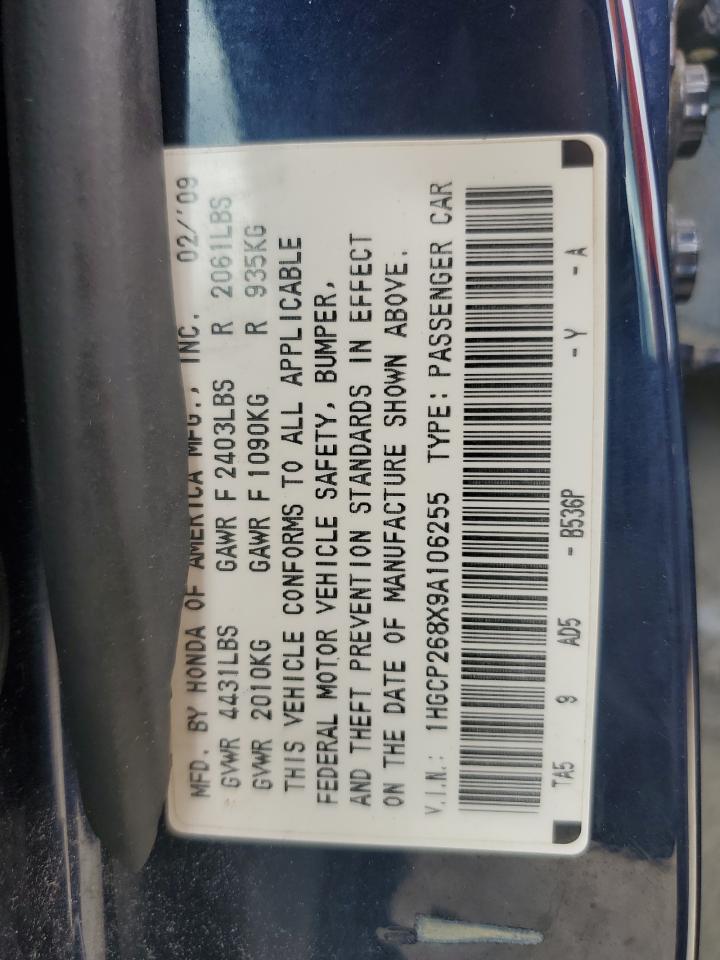 MFD. BY HONDA OF AMERICA MFG., INC. 02/'09
GVWR 4431LBS GAWR F 2403LBS R 2061LBS
GVWR 2010KG GAWR F 1090KG R 935KG
THIS VEHICLE CONFORMS TO ALL APPLICABLE
FEDERAL MOTOR VEHICLE SAFETY, BUMPER,
AND THEFT PREVENTION STANDARDS IN EFFECT
ON THE DATE OF MANUFACTURE SHOWN ABOVE.
V.I.N.: 1HGCP268X9A106255 TYPE: PASSENGER CAR
TA5 9 AD5 - B536P - Y - A